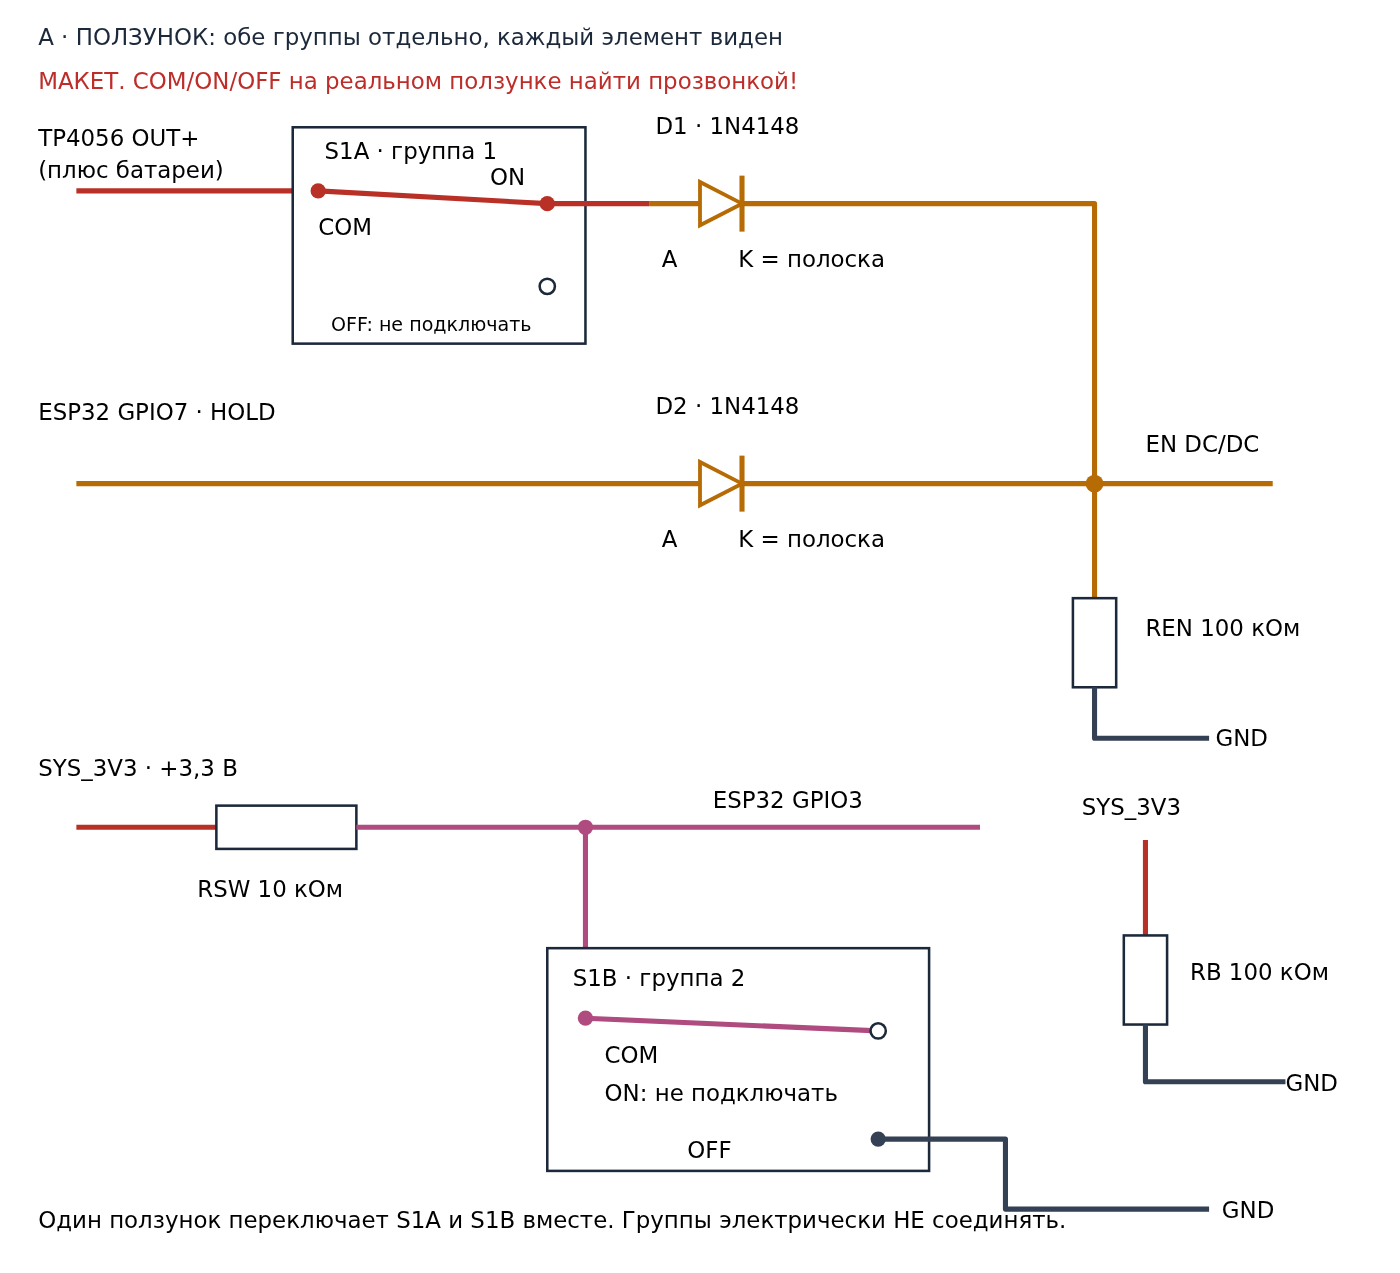 А · ПОЛЗУНОК: обе группы отдельно, каждый элемент виден
МАКЕТ. COM/ON/OFF на реальном ползунке найти прозвонкой!
TP4056 OUT+
(плюс батареи)
S1A · группа 1
ON
COM
OFF: не подключать
D1 · 1N4148
A
K = полоска
ESP32 GPIO7 · HOLD
D2 · 1N4148
A
K = полоска
EN DC/DC
REN 100 кОм
GND
SYS_3V3 · +3,3 В
RSW 10 кОм
ESP32 GPIO3
SYS_3V3
RB 100 кОм
GND
S1B · группа 2
COM
ON: не подключать
OFF
GND
Один ползунок переключает S1A и S1B вместе. Группы электрически НЕ соединять.